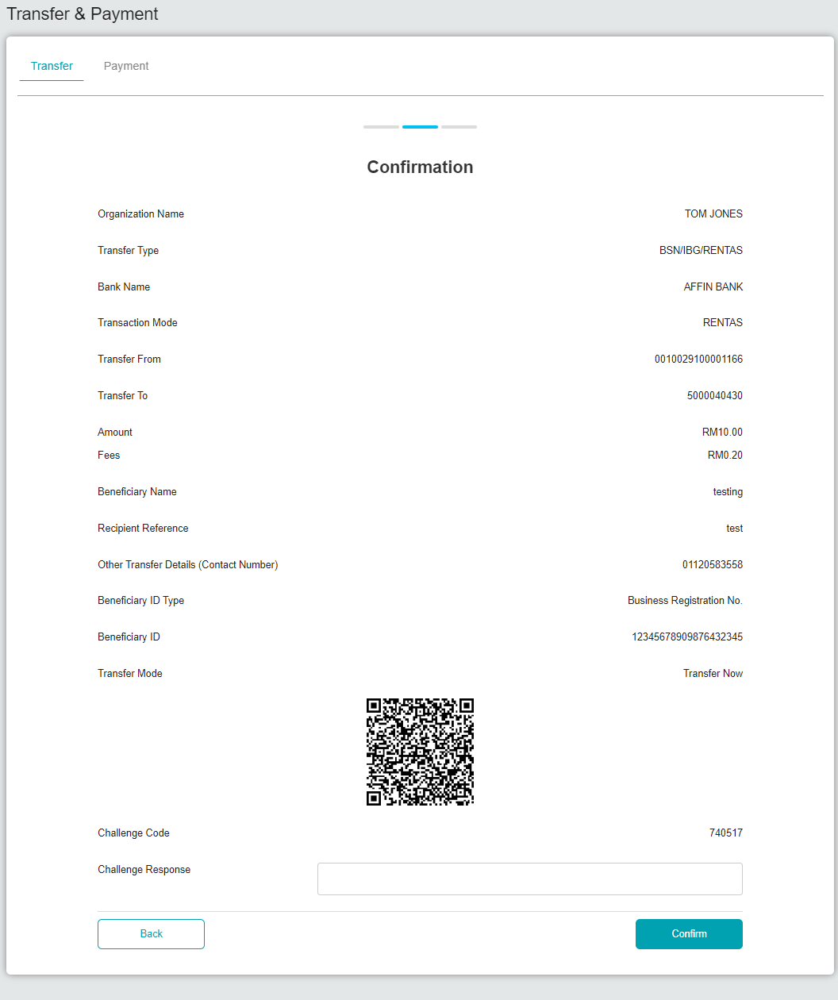 Transfer & Payment
Transfer Payment
Confirmation
Organization Name TOM JONES
Transfer Type BSN/IBG/RENTAS
Bank Name AFFIN BANK
Transaction Mode RENTAS
Transfer From 0010029100001166
Transfer To 5000040430
Amount RM10.00
Fees RM0.20
Beneficiary Name testing
Recipient Reference test
Other Transfer Details (Contact Number) 01120583558
Beneficiary ID Type Business Registration No.
Beneficiary ID 12345678909876432345
Transfer Mode Transfer Now
Challenge Code 740517
Challenge Response
Back Confirm